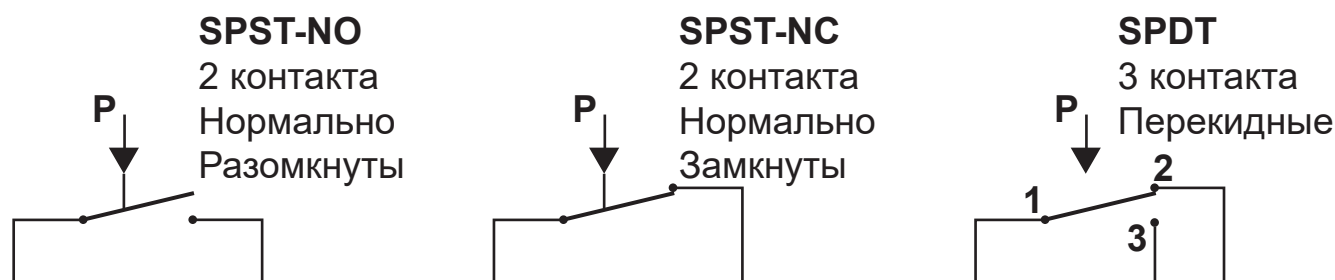 SPST-NO
2 контакта
Нормально
Разомкнуты
P
SPST-NC
2 контакта
Нормально
Замкнуты
P
SPDT
3 контакта
Перекидные
P
1
2
3